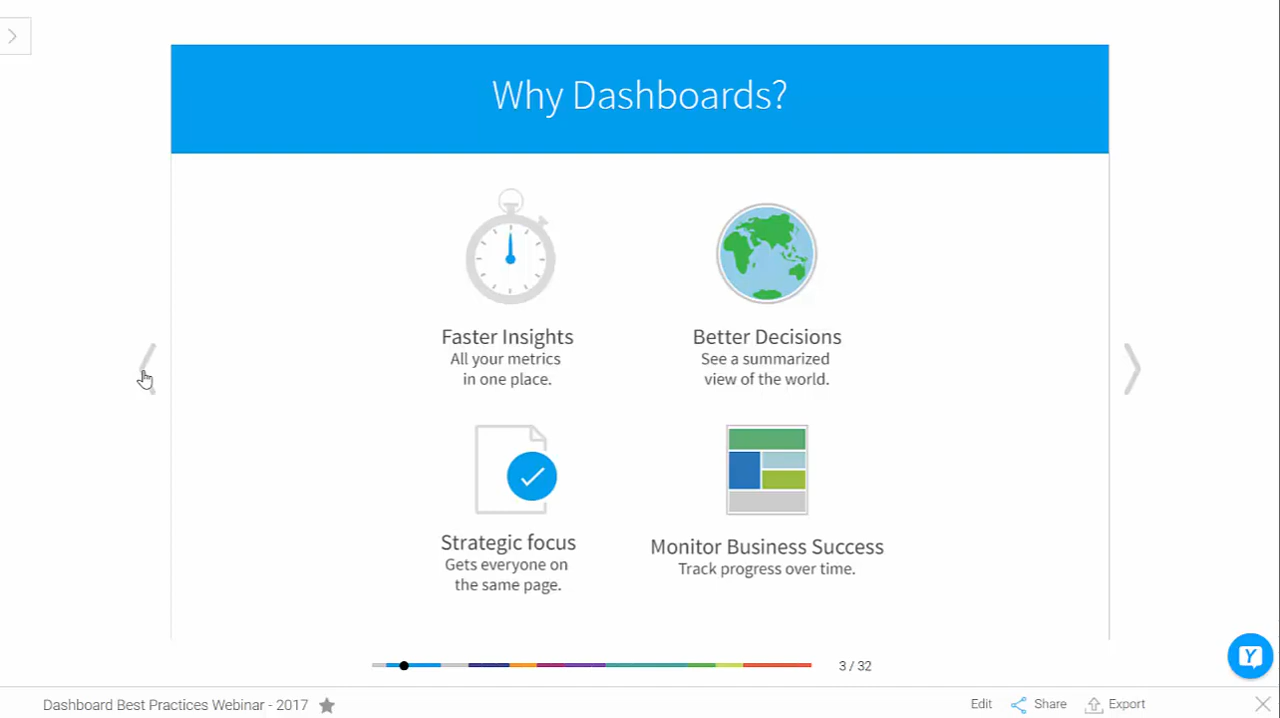 Why Dashboards?
Faster Insights
All your metrics
in one place.
Better Decisions
See a summarized
view of the world.
Strategic focus
Gets everyone on
the same page.
Monitor Business Success
Track progress over time.
3 / 32
Y
Dashboard Best Practices Webinar - 2017
Edit
Share
Export